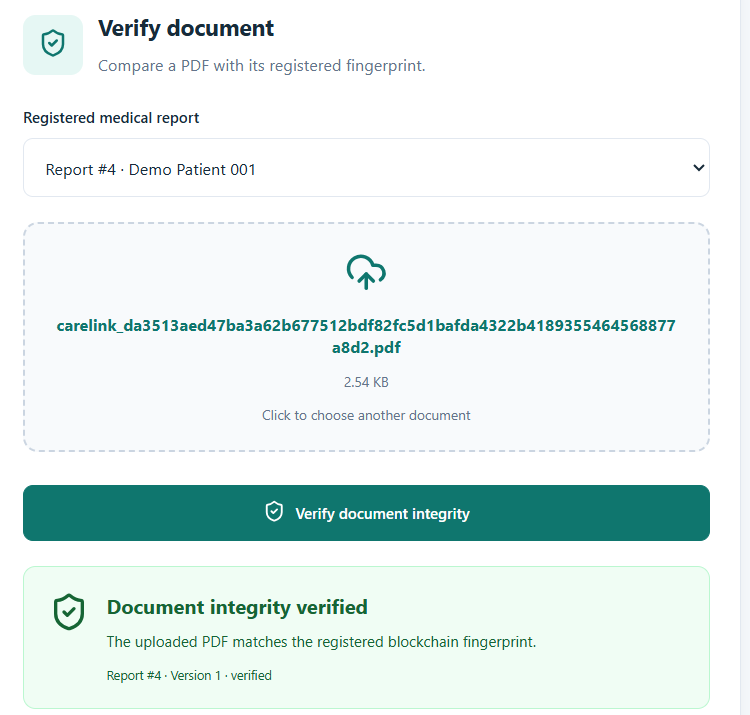 Verify document
Compare a PDF with its registered fingerprint.
Registered medical report
Report #4 · Demo Patient 001
carelink_da3513aed47ba3a62b677512bdf82fc5d1bafda4322b4189355464568877
a8d2.pdf
2.54 KB
Click to choose another document
Verify document integrity
Document integrity verified
The uploaded PDF matches the registered blockchain fingerprint.
Report #4 · Version 1 · verified